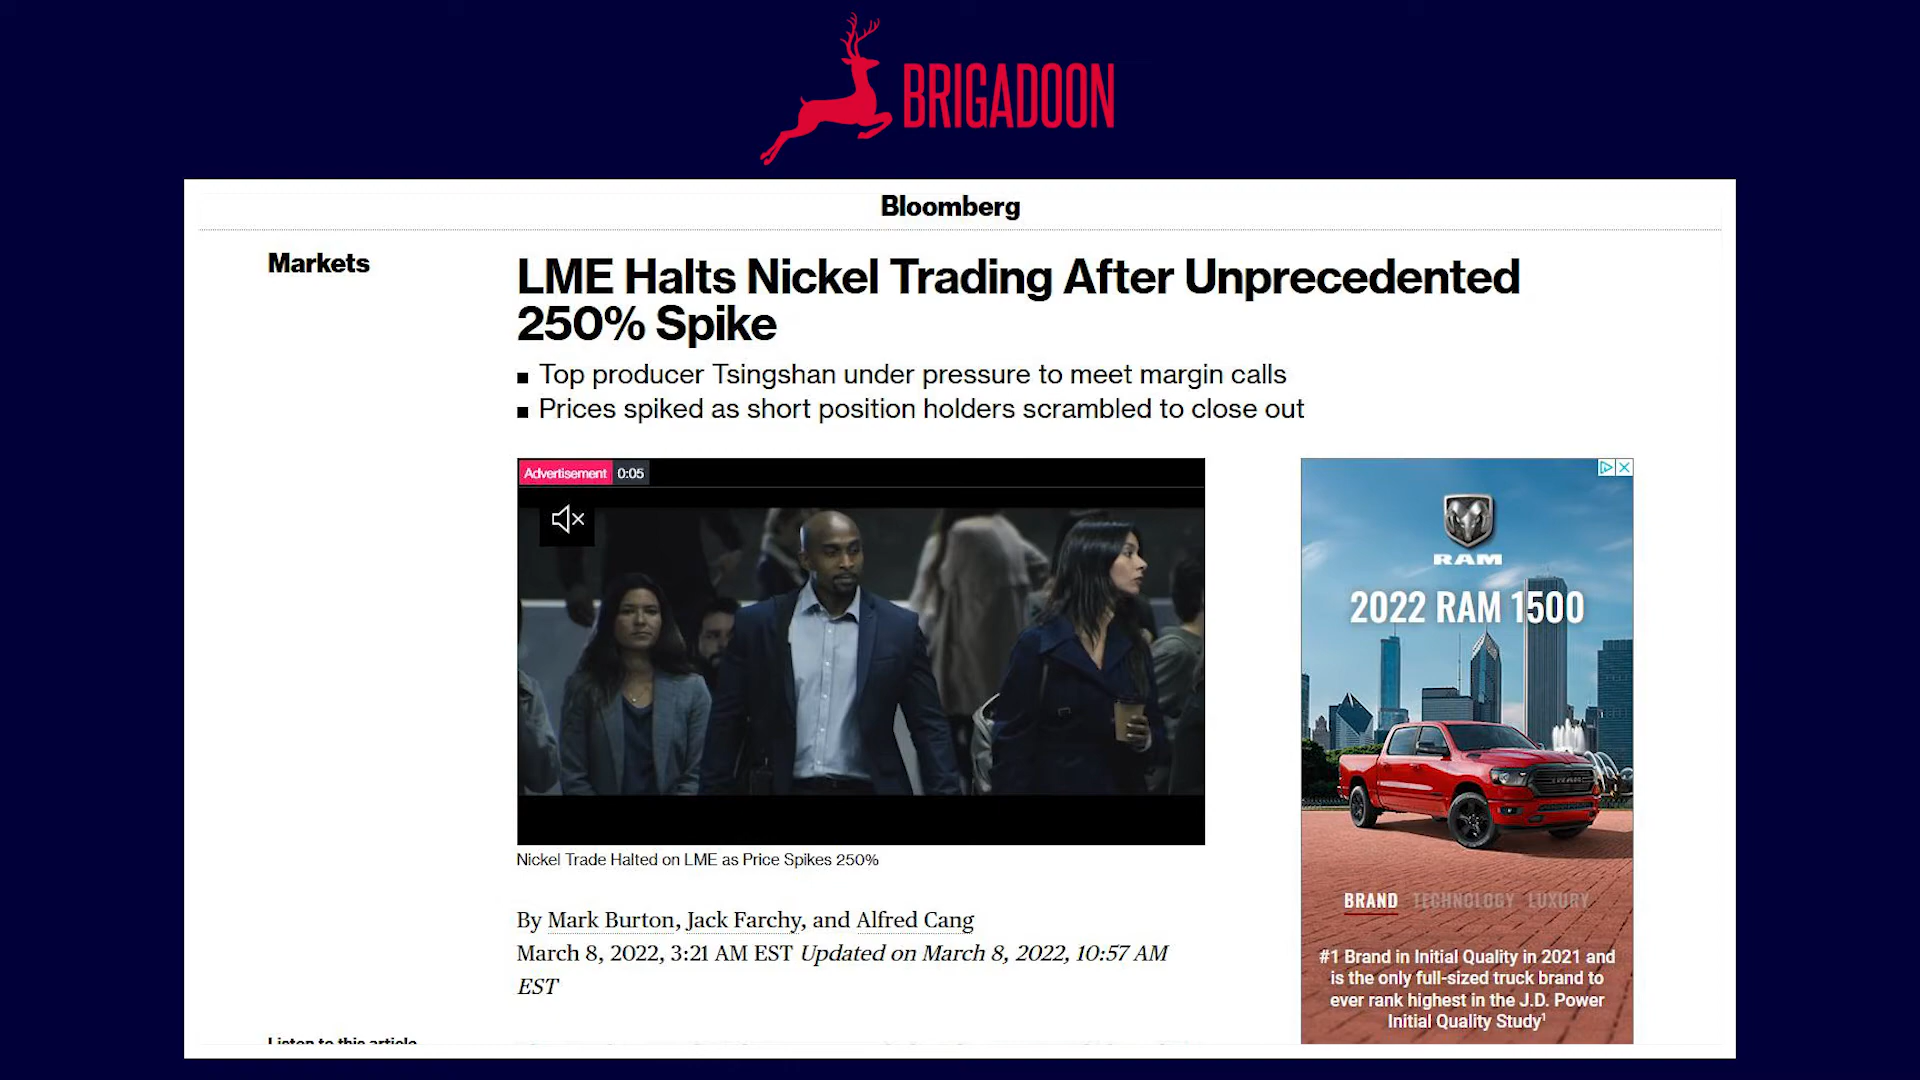 BRIGADOON
Bloomberg
Markets
LME Halts Nickel Trading After Unprecedented
250% Spike
Top producer Tsingshan under pressure to meet margin calls
Prices spiked as short position holders scrambled to close out
Advertisement 0:05
Nickel Trade Halted on LME as Price Spikes 250%
By Mark Burton, Jack Farchy, and Alfred Cang
March 8, 2022, 3:21 AM EST Updated on March 8, 2022, 10:57 AM
EST
Listen to this article
RAM
2022 RAM 1500
BRAND TECHNOLOGY LUXURY
#1 Brand in Initial Quality in 2021 and
is the only full-sized truck brand to
ever rank highest in the J.D. Power
Initial Quality Study¹